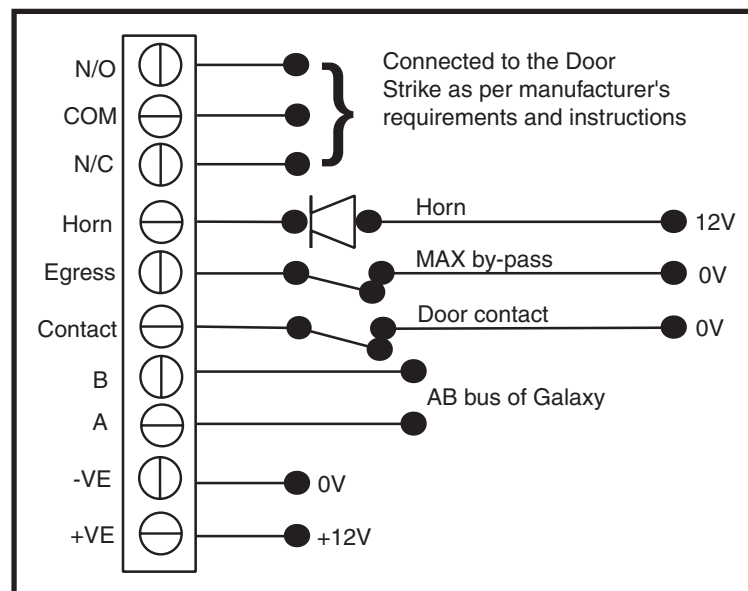 N/O
COM
N/C
Connected to the Door
Strike as per manufacturer's
requirements and instructions
Horn
Horn
12V
Egress
MAX by-pass
0V
Contact
Door contact
0V
B
A
AB bus of Galaxy
-VE
0V
+VE
+12V